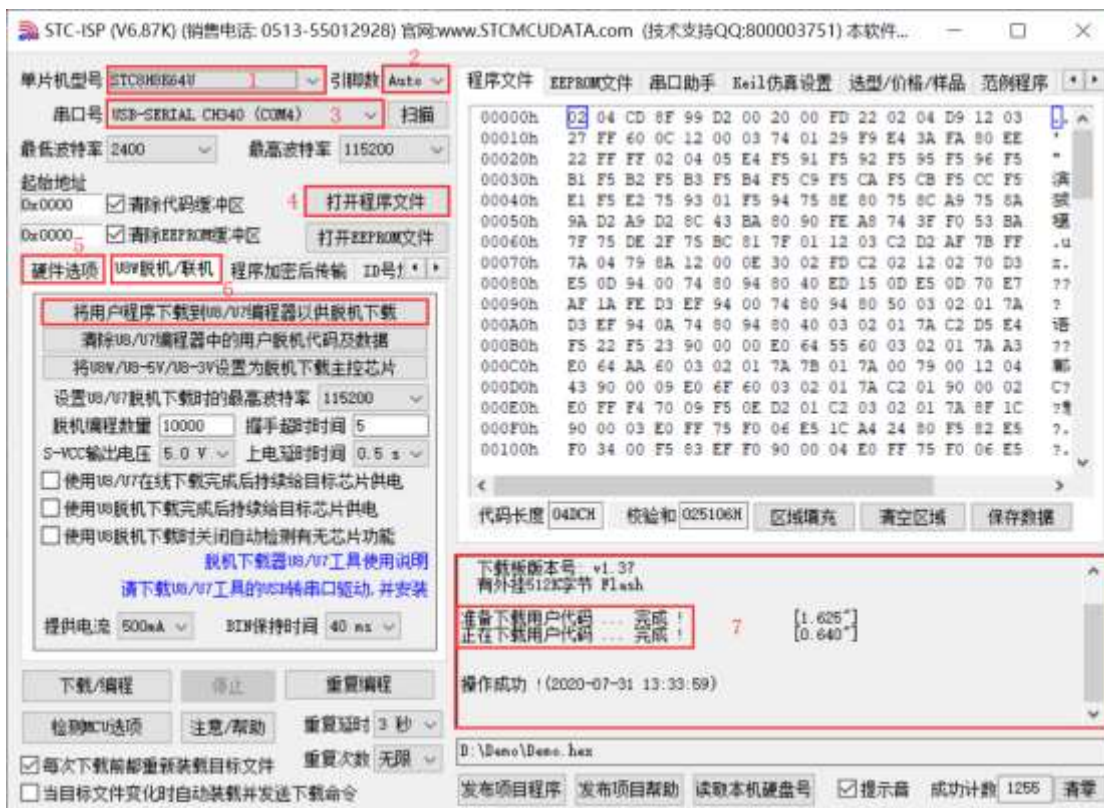 STC-ISP (V6.87K) (销售电话: 0513-55012928) 官网:www.STCMCUDATA.com (技术支持QQ:800003751) 本软件...
单片机型号 STC8H8K64U 1 引脚数 Auto 2
串口号 USB-SERIAL CH340 (COM4) 3 扫描
最低波特率 2400 最高波特率 115200
起始地址
0x0000 清除代码缓冲区 4 打开程序文件
0x0000 清除EEPROM缓冲区 打开EEPROM文件
5
硬件选项 U8W脱机/联机 程序加密后传输
6
将用户程序下载到U8/U7编程器以供脱机下载
清除U8/U7编程器中的用户脱机代码及数据
将U8W/U8-5V/U8-3V设置为脱机下载主控芯片
设置U8/U7脱机下载时的最高波特率 115200
脱机编程数量 10000 握手超时时间 5
S-VCC输出电压 5.0 V 上电延时时间 0.5 s
使用U8/U7在线下载完成后持续给目标芯片供电
使用U8脱机下载完成后持续给目标芯片供电
使用U8脱机下载时关闭自动检测有无芯片功能
脱机下载器U8/U7工具使用说明
请下载U8/U7工具的USB转串口驱动,并安装
提供电流 500mA BIN保持时间 40 ms
下载/编程 停止 重复编程
检测MCU选项 注意/帮助 重复延时 3 秒
重复次数 无限
每次下载前都重新装载目标文件
当目标文件变化时自动装载并发送下载命令
程序文件 EEPROM文件 串口助手 Keil仿真设置 选型/价格/样品 范例程序
00000h 02 04 CD 8F 99 D2 00 20 00 FD 22 02 04 D9 12 03
00010h 27 FF 60 0C 12 00 03 74 01 29 F9 E4 3A FA 80 EE
00020h 22 FF FF 02 04 05 E4 F5 91 F5 92 F5 95 F5 96 F5
00030h B1 F5 B2 F5 B3 F5 B4 F5 C9 F5 CA F5 CB F5 CC F5
00040h E1 F5 E2 75 93 01 F5 94 75 8E 80 75 8C A9 75 8A
00050h 9A D2 A9 D2 8C 43 BA 80 90 FE A8 74 3F F0 53 BA
00060h 7F 75 DE 2F 75 BC 81 7F 01 12 03 C2 D2 AF 7B FF
00070h 7A 04 79 8A 12 00 0E 30 02 FD C2 02 12 02 70 D3
00080h E5 0D 94 00 74 80 94 80 40 ED 15 0D E5 0D 70 E7
00090h AF 1A FE D3 EF 94 00 74 80 94 80 50 03 02 01 7A
000A0h D3 EF 94 0A 74 80 94 80 40 03 02 01 7A C2 D5 E4
000B0h F5 22 F5 23 90 00 00 E0 64 55 60 03 02 01 7A A3
000C0h E0 64 AA 60 03 02 01 7A 7B 01 7A 00 79 00 12 04
000D0h 43 90 00 09 E0 6F 60 03 02 01 7A C2 01 90 00 02
000E0h E0 FF F4 70 09 F5 0E D2 01 C2 03 02 01 7A 8F 1C
000F0h 90 00 03 E0 FF 75 F0 06 E5 1C A4 24 80 F5 82 E5
00100h F0 34 00 F5 83 EF F0 90 00 04 E0 FF 75 F0 06 E5
代码长度 04DCH 校验和 025106H 区域填充 清空区域 保存数据
下载板版本号: v1.37
有外挂512K字节 Flash
准备下载用户代码 ... 完成 ! [1.625"]
正在下载用户代码 ... 完成 ! [0.640"]
7
操作成功 !(2020-07-31 13:33:59)
D:\Demo\Demo.hex
发布项目程序 发布项目帮助 读取本机硬盘号 提示音 成功计数 1255 清零